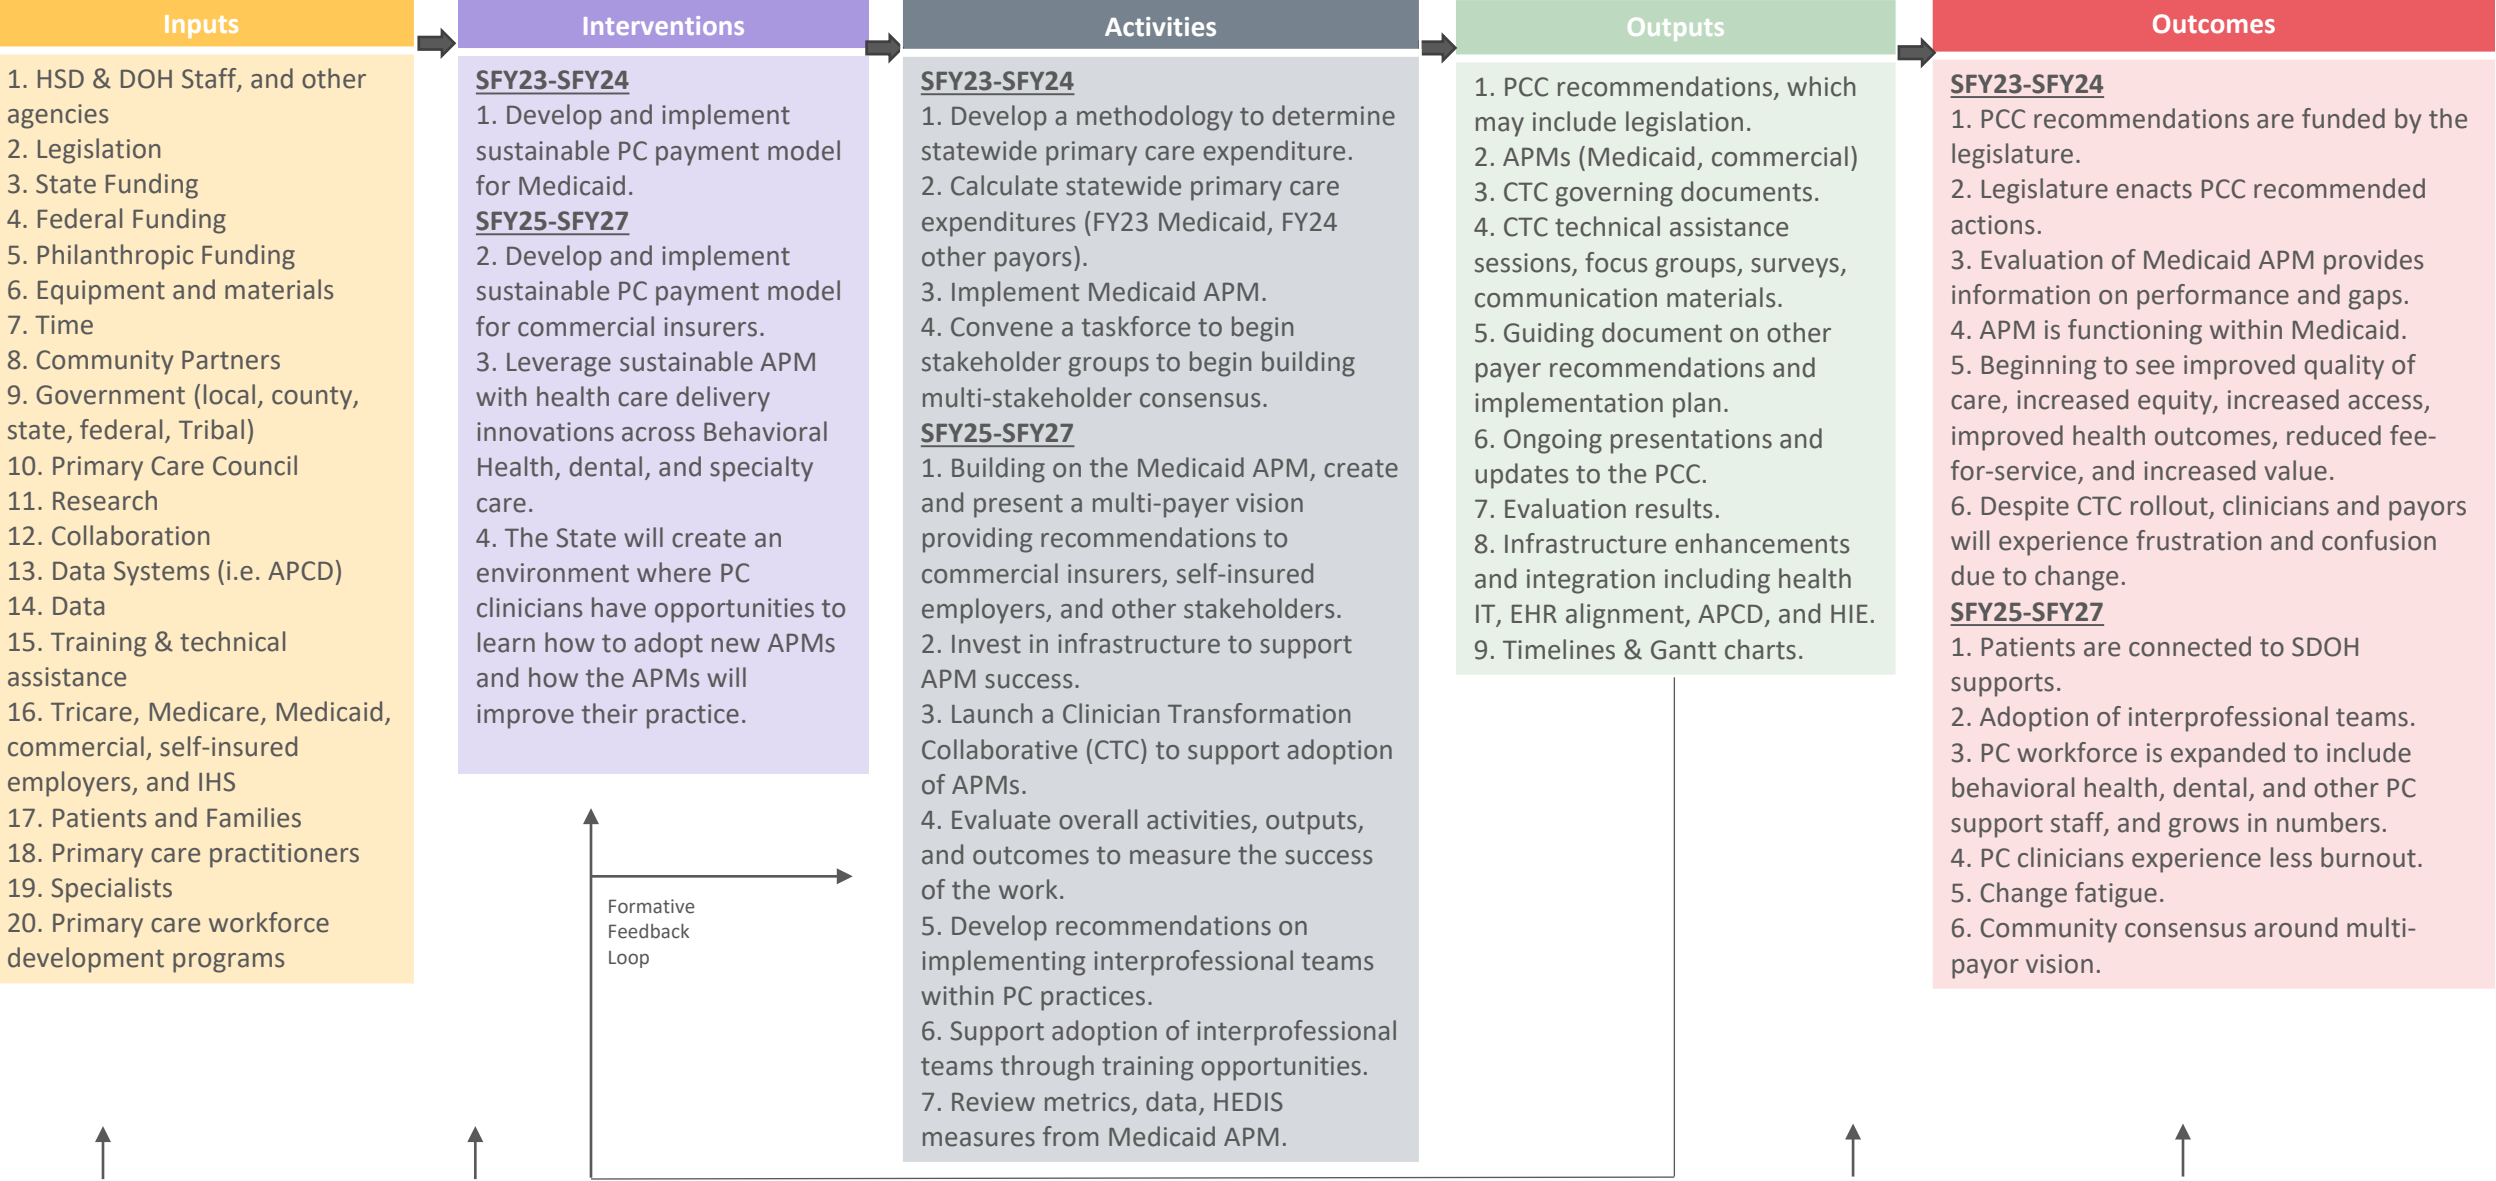 Inputs
1. HSD & DOH Staff, and other
agencies
2. Legislation
3. State Funding
4. Federal Funding
5. Philanthropic Funding
6. Equipment and materials
7. Time
8. Community Partners
9. Government (local, county,
state, federal, Tribal)
10. Primary Care Council
11. Research
12. Collaboration
13. Data Systems (i.e. APCD)
14. Data
15. Training & technical
assistance
16. Tricare, Medicare, Medicaid,
commercial, self-insured
employers, and IHS
17. Patients and Families
18. Primary care practitioners
19. Specialists
20. Primary care workforce
development programs
Interventions
SFY23-SFY24
1. Develop and implement
sustainable PC payment model
for Medicaid.
SFY25-SFY27
2. Develop and implement
sustainable PC payment model
for commercial insurers.
3. Leverage sustainable APM
with health care delivery
innovations across Behavioral
Health, dental, and specialty
care.
4. The State will create an
environment where PC
clinicians have opportunities to
learn how to adopt new APMs
and how the APMs will
improve their practice.
Formative
Feedback
Loop
Activities
SFY23-SFY24
1. Develop a methodology to determine
statewide primary care expenditure.
2. Calculate statewide primary care
expenditures (FY23 Medicaid, FY24
other payors).
3. Implement Medicaid APM.
4. Convene a taskforce to begin
stakeholder groups to begin building
multi-stakeholder consensus.
SFY25-SFY27
1. Building on the Medicaid APM, create
and present a multi-payer vision
providing recommendations to
commercial insurers, self-insured
employers, and other stakeholders.
2. Invest in infrastructure to support
APM success.
3. Launch a Clinician Transformation
Collaborative (CTC) to support adoption
of APMs.
4. Evaluate overall activities, outputs,
and outcomes to measure the success
of the work.
5. Develop recommendations on
implementing interprofessional teams
within PC practices.
6. Support adoption of interprofessional
teams through training opportunities.
7. Review metrics, data, HEDIS
measures from Medicaid APM.
Outputs
1. PCC recommendations, which
may include legislation.
2. APMs (Medicaid, commercial)
3. CTC governing documents.
4. CTC technical assistance
sessions, focus groups, surveys,
communication materials.
5. Guiding document on other
payer recommendations and
implementation plan.
6. Ongoing presentations and
updates to the PCC.
7. Evaluation results.
8. Infrastructure enhancements
and integration including health
IT, EHR alignment, APCD, and HIE.
9. Timelines & Gantt charts.
Outcomes
SFY23-SFY24
1. PCC recommendations are funded by the
legislature.
2. Legislature enacts PCC recommended
actions.
3. Evaluation of Medicaid APM provides
information on performance and gaps.
4. APM is functioning within Medicaid.
5. Beginning to see improved quality of
care, increased equity, increased access,
improved health outcomes, reduced fee-
for-service, and increased value.
6. Despite CTC rollout, clinicians and payors
will experience frustration and confusion
due to change.
SFY25-SFY27
1. Patients are connected to SDOH
supports.
2. Adoption of interprofessional teams.
3. PC workforce is expanded to include
behavioral health, dental, and other PC
support staff, and grows in numbers.
4. PC clinicians experience less burnout.
5. Change fatigue.
6. Community consensus around multi-
payor vision.